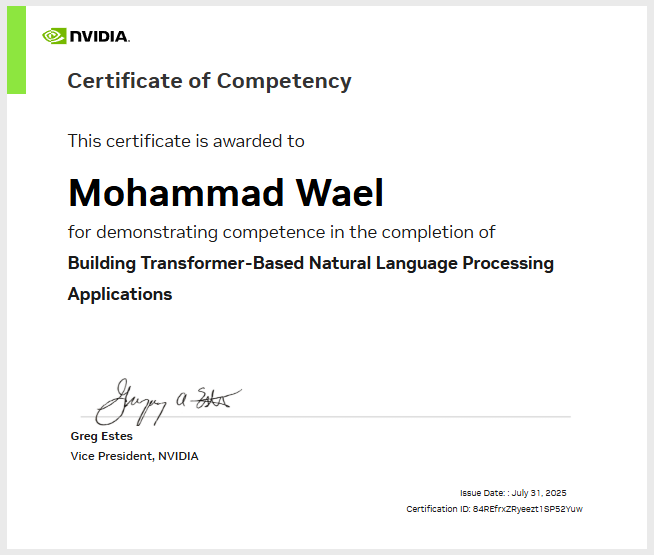 NVIDIA.
Certificate of Competency
This certificate is awarded to
Mohammad Wael
for demonstrating competence in the completion of
Building Transformer-Based Natural Language Processing
Applications
Greg Estes
Vice President, NVIDIA
Issue Date: : July 31, 2025
Certification ID: 84REfrxZRyeezt1SP52Yuw